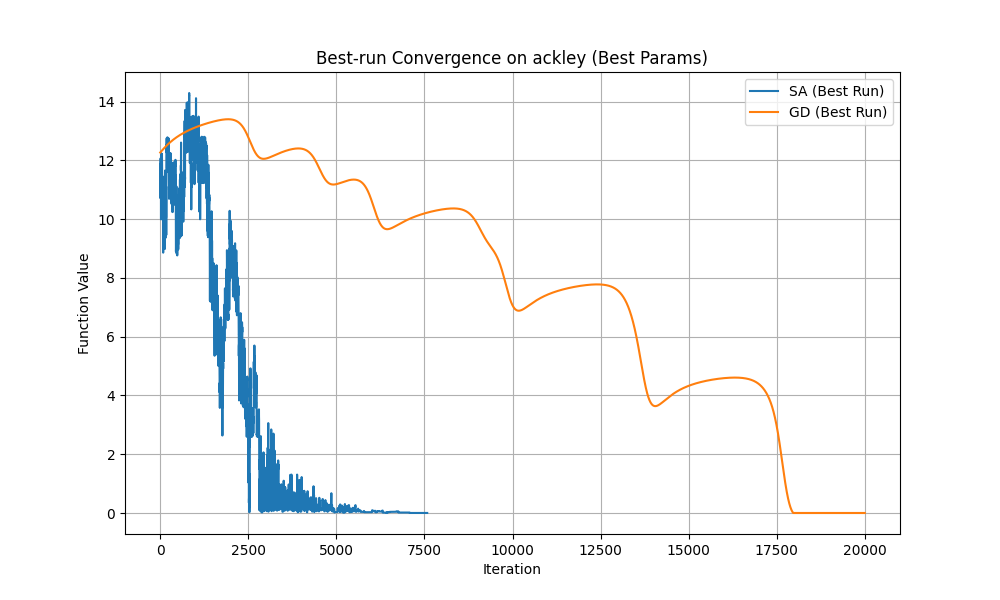 Best-run Convergence on ackley (Best Params)
SA (Best Run)
GD (Best Run)
Function Value
14
12
10
8
6
4
2
0
0 2500 5000 7500 10000 12500 15000 17500 20000
Iteration